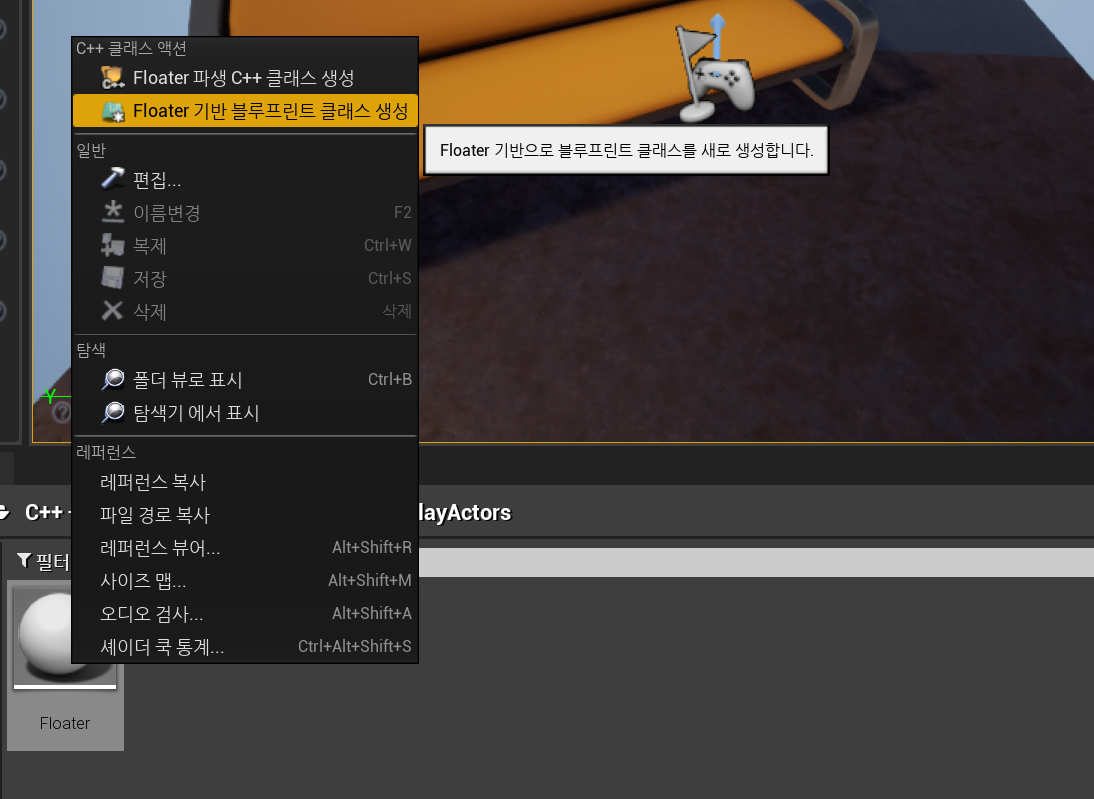 C++ 클래스 액션
Floater 파생 C++ 클래스 생성
Floater 기반 블루프린트 클래스 생성
Floater 기반으로 블루프린트 클래스를 새로 생성합니다.
일반
편집...
이름변경 F2
복제 Ctrl+W
저장 Ctrl+S
삭제 삭제
탐색
폴더 뷰로 표시 Ctrl+B
탐색기 에서 표시
레퍼런스
레퍼런스 복사
파일 경로 복사
C++ layActors
레퍼런스 뷰어... Alt+Shift+R
필터
사이즈 맵... Alt+Shift+M
오디오 검사... Alt+Shift+A
셰이더 쿡 통계... Ctrl+Alt+Shift+S
Floater